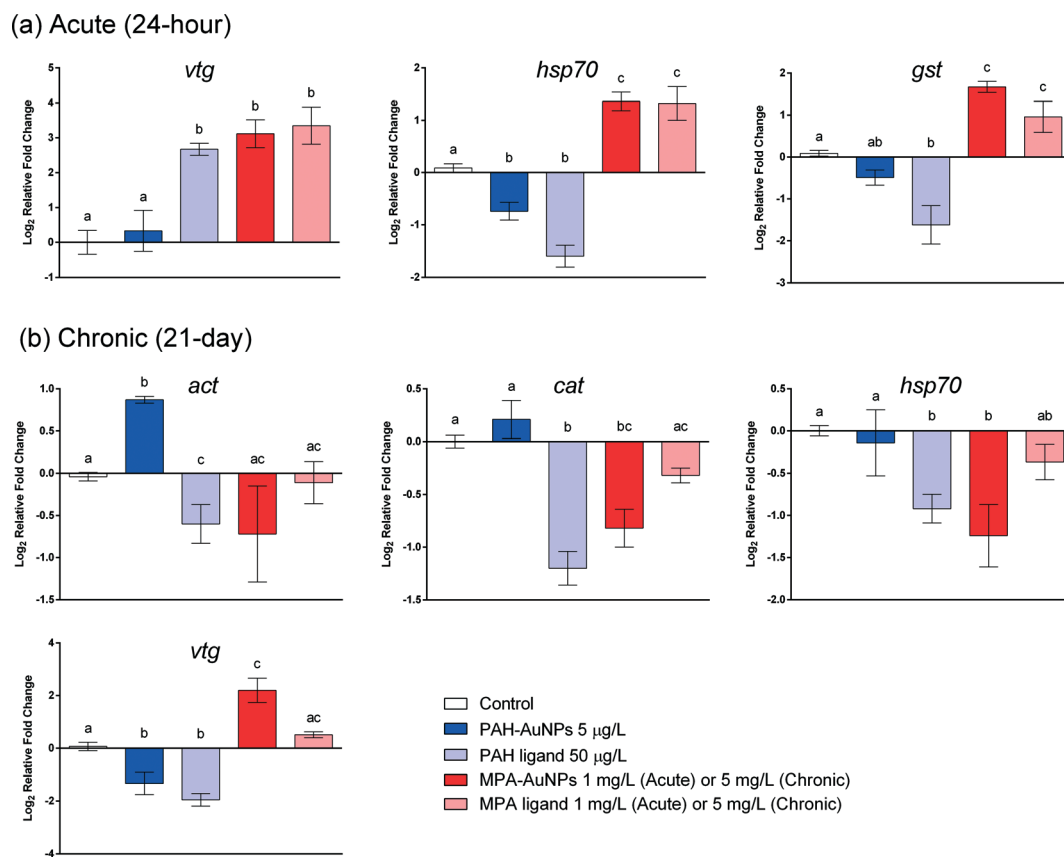 (a) Acute (24-hour)
vtg
Log2 Relative Fold Change
5
4
3
2
1
0
-1
a
a
b
b
b
hsp70
Log2 Relative Fold Change
2
1
0
-1
-2
a
b
b
c
c
gst
Log2 Relative Fold Change
2
1
0
-1
-2
-3
a
ab
b
c
c
(b) Chronic (21-day)
act
Log2 Relative Fold Change
1.0
0.5
0.0
-0.5
-1.0
-1.5
a
b
c
ac
ac
cat
Log2 Relative Fold Change
0.5
0.0
-0.5
-1.0
-1.5
a
a
b
bc
ac
hsp70
Log2 Relative Fold Change
0.5
0.0
-0.5
-1.0
-1.5
-2.0
a
a
b
b
ab
vtg
Log2 Relative Fold Change
4
2
0
-2
-4
a
b
b
c
ac
Control
PAH-AuNPs 5 μg/L
PAH ligand 50 μg/L
MPA-AuNPs 1 mg/L (Acute) or 5 mg/L (Chronic)
MPA ligand 1 mg/L (Acute) or 5 mg/L (Chronic)